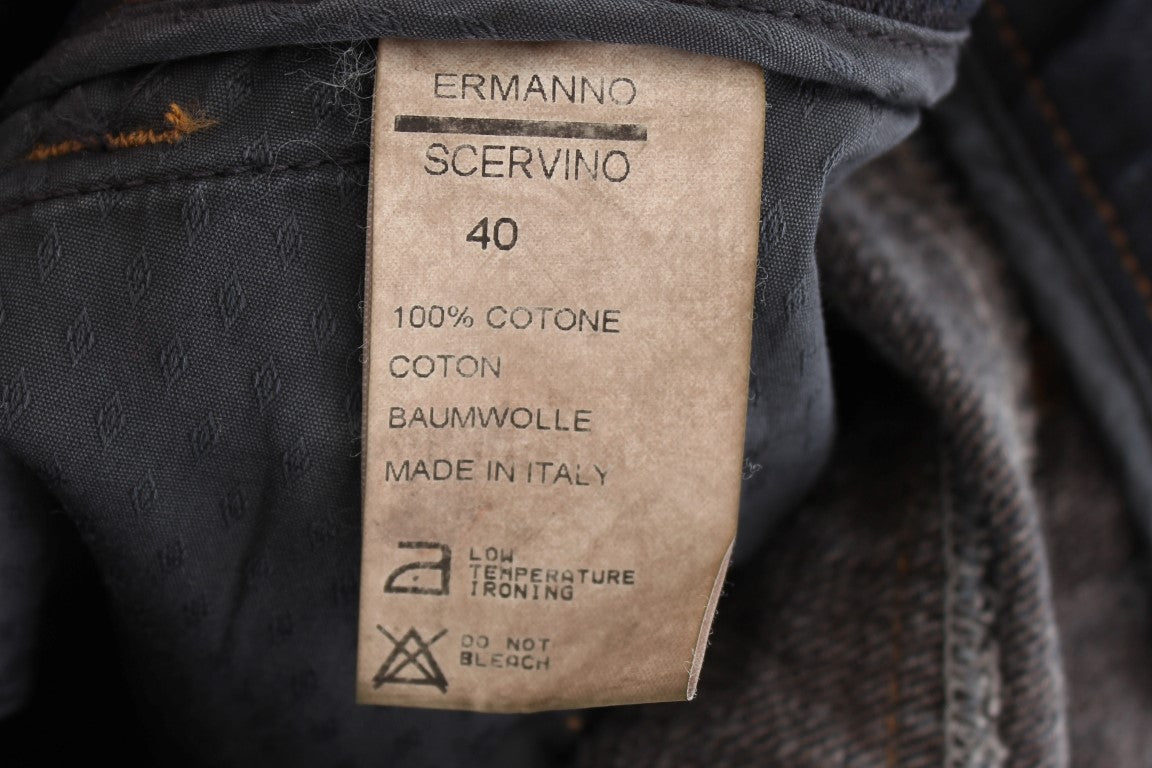 ERMANNO
SCERVINO
40
100% COTONE
COTON
BAUMWOLLE
MADE IN ITALY
LOW
TEMPERATURE
IRONING
DO NOT
BLEACH